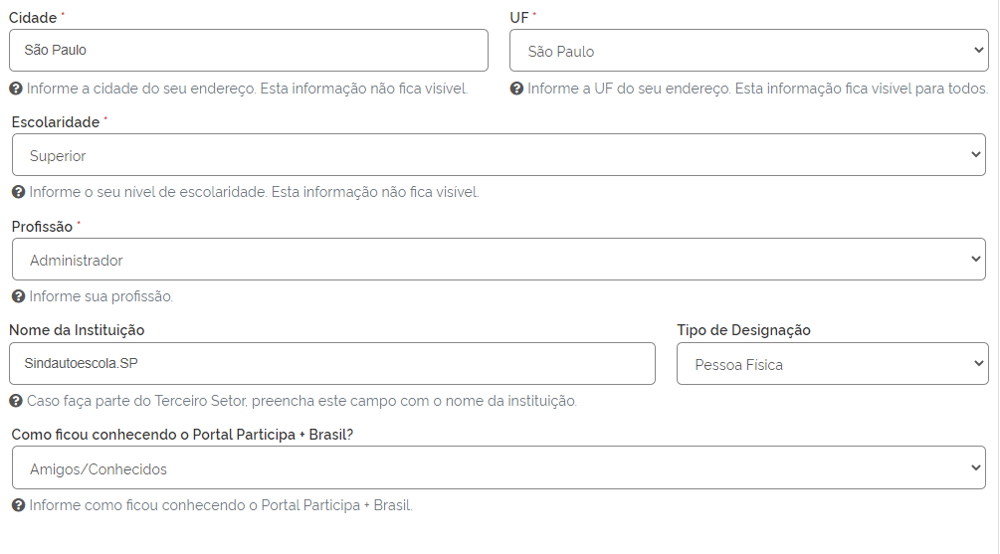 Cidade *
UF *
São Paulo
São Paulo
Informe a cidade do seu endereço. Esta informação não fica visível.
Informe a UF do seu endereço. Esta informação fica visível para todos.
Escolaridade *
Superior
Informe o seu nível de escolaridade. Esta informação não fica visível.
Profissão *
Administrador
Informe sua profissão.
Nome da Instituição
Tipo de Designação
Sindautoescola.SP
Pessoa Física
Caso faça parte do Terceiro Setor, preencha este campo com o nome da instituição.
Como ficou conhecendo o Portal Participa + Brasil?
Amigos/Conhecidos
Informe como ficou conhecendo o Portal Participa + Brasil.